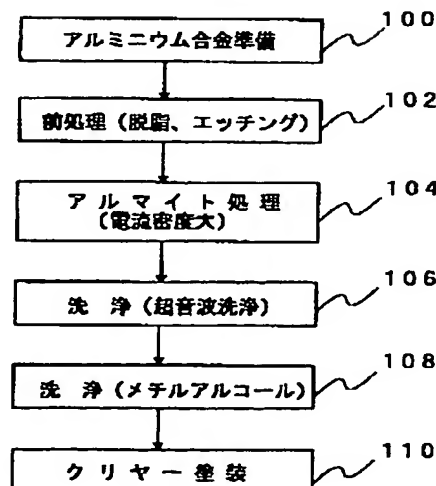 100
アルミニウム合金準備
102
前処理(脱脂、エッチング)
104
アルマイト処理
(電流密度大)
106
洗浄(超音波洗浄)
108
洗浄(メチルアルコール)
110
クリヤー塗装